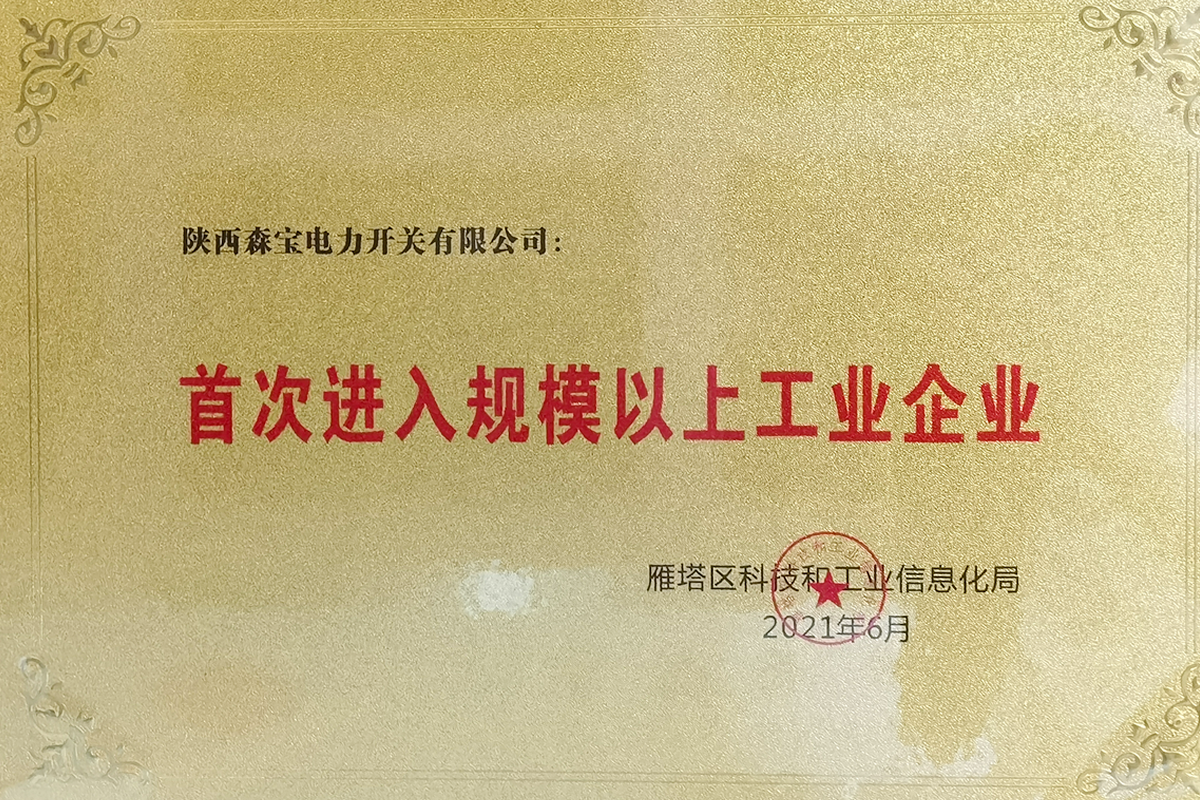 陕西森宝电力开关有限公司：
首次进入规模以上工业企业
雁塔区科技和工业信息化局
2021年6月